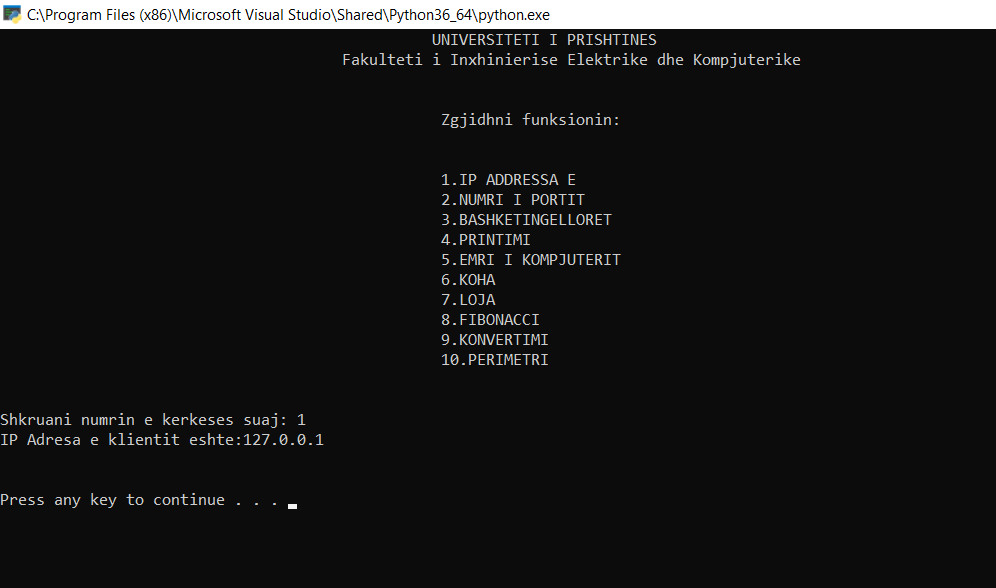 C:\Program Files (x86)\Microsoft Visual Studio\Shared\Python36_64\python.exe
UNIVERSITETI I PRISHTINES
Fakulteti i Inxhinierise Elektrike dhe Kompjuterike
Zgjidhni funksionin:
1.IP ADDRESSA E
2.NUMRI I PORTIT
3.BASHKETINGELLORET
4.PRINTIMI
5.EMRI I KOMPJUTERIT
6.KOHA
7.LOJA
8.FIBONACCI
9.KONVERTIMI
10.PERIMETRI
Shkruani numrin e kerkeses suaj: 1
IP Adresa e klientit eshte:127.0.0.1
Press any key to continue . . .